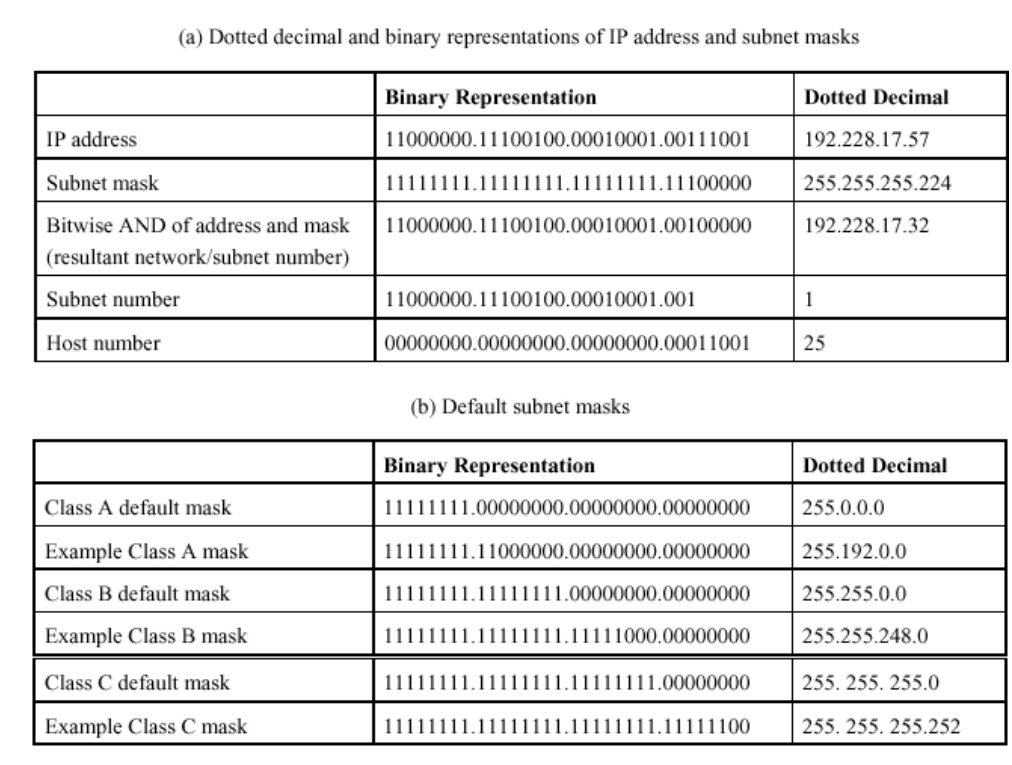 (a) Dotted decimal and binary representations of IP address and subnet masks
Binary Representation Dotted Decimal
IP address 11000000.11100100.00010001.00111001 192.228.17.57
Subnet mask 11111111.11111111.11111111.11100000 255.255.255.224
Bitwise AND of address and mask 11000000.11100100.00010001.00100000 192.228.17.32
(resultant network/subnet number)
Subnet number 11000000.11100100.00010001.001 1
Host number 00000000.00000000.00000000.00011001 25
(b) Default subnet masks
Binary Representation Dotted Decimal
Class A default mask 11111111.00000000.00000000.00000000 255.0.0.0
Example Class A mask 11111111.11000000.00000000.00000000 255.192.0.0
Class B default mask 11111111.11111111.00000000.00000000 255.255.0.0
Example Class B mask 11111111.11111111.11111000.00000000 255.255.248.0
Class C default mask 11111111.11111111.11111111.00000000 255. 255. 255.0
Example Class C mask 11111111.11111111.11111111.11111100 255. 255. 255.252